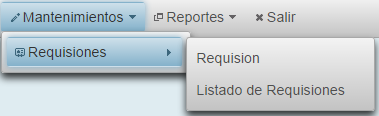 Mantenimientos Reportes Salir
Requisiones
Requision
Listado de Requisiones